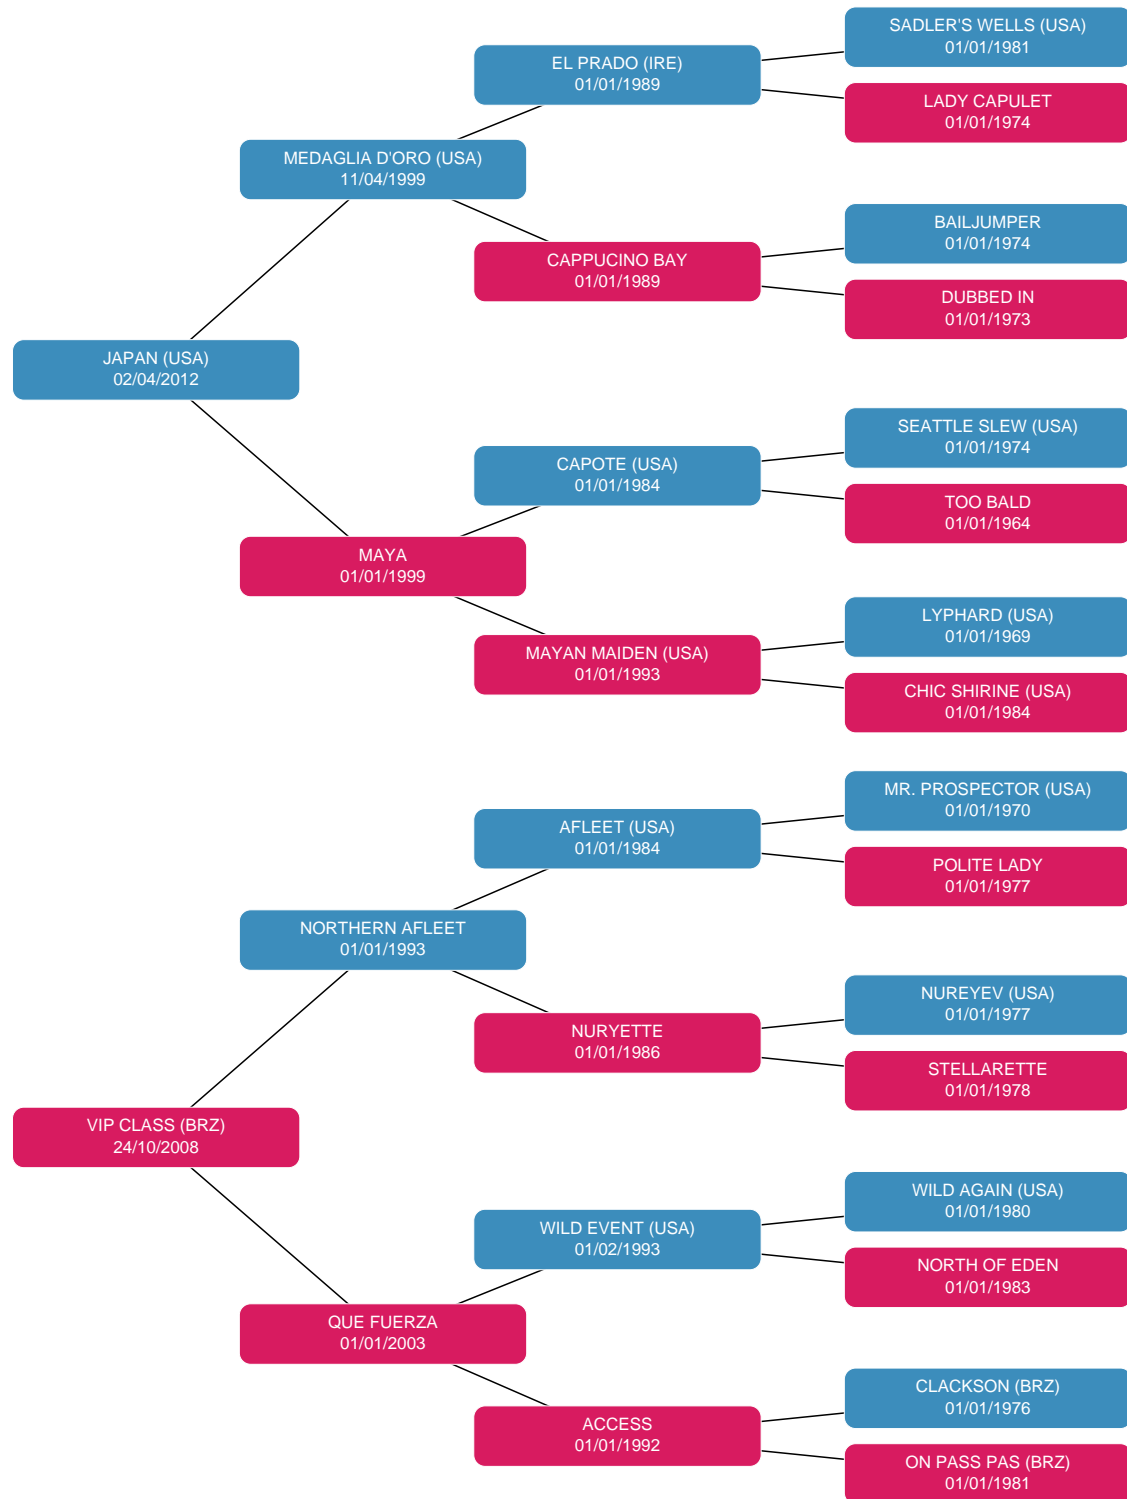 SADLER'S WELLS (USA)
01/01/1981
EL PRADO (IRE)
01/01/1989
LADY CAPULET
01/01/1974
MEDAGLIA D'ORO (USA)
11/04/1999
BAILJUMPER
01/01/1974
CAPPUCINO BAY
01/01/1989
DUBBED IN
01/01/1973
JAPAN (USA)
02/04/2012
SEATTLE SLEW (USA)
01/01/1974
CAPOTE (USA)
01/01/1984
TOO BALD
01/01/1964
MAYA
01/01/1999
LYPHARD (USA)
01/01/1969
MAYAN MAIDEN (USA)
01/01/1993
CHIC SHIRINE (USA)
01/01/1984
MR. PROSPECTOR (USA)
01/01/1970
AFLEET (USA)
01/01/1984
POLITE LADY
01/01/1977
NORTHERN AFLEET
01/01/1993
NUREYEV (USA)
01/01/1977
NURYETTE
01/01/1986
STELLARETTE
01/01/1978
VIP CLASS (BRZ)
24/10/2008
WILD AGAIN (USA)
01/01/1980
WILD EVENT (USA)
01/02/1993
NORTH OF EDEN
01/01/1983
QUE FUERZA
01/01/2003
CLACKSON (BRZ)
01/01/1976
ACCESS
01/01/1992
ON PASS PAS (BRZ)
01/01/1981